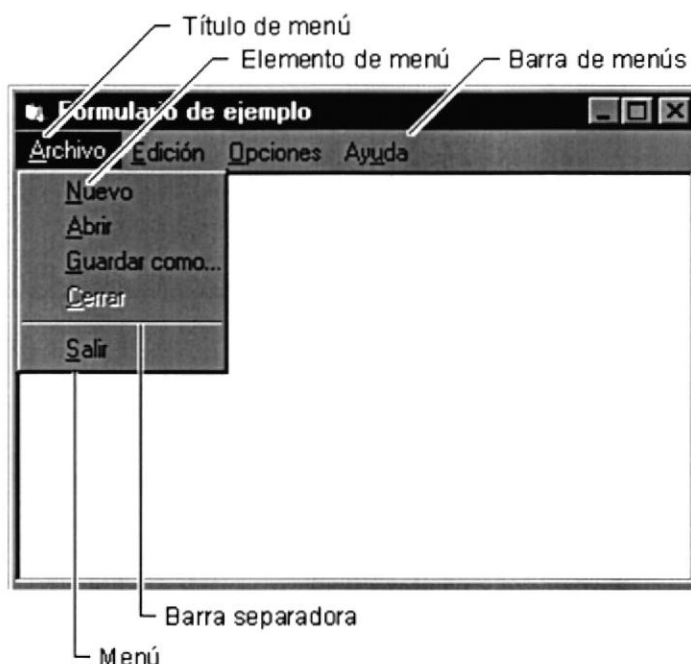 Título de menú
Elemento de menú
Barra de menús
Formulario de ejemplo
Archivo Edición Opciones Ayuda
Nuevo
Abrir
Guardar como...
Cerrar
Salir
Barra separadora
Menú